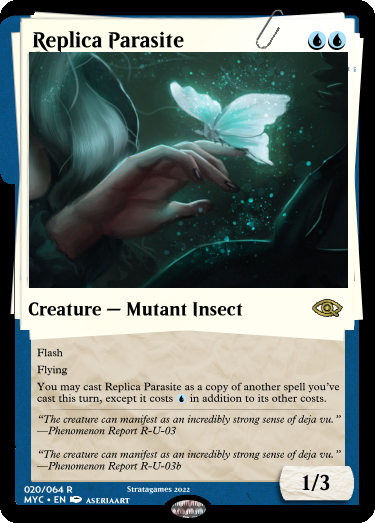 Replica Parasite
Creature — Mutant Insect
Flash
Flying
You may cast Replica Parasite as a copy of another spell you've
cast this turn, except it costs in addition to its other costs.
“The creature can manifest as an incredibly strong sense of deja vu.”
—Phenomenon Report R-U-03
“The creature can manifest as an incredibly strong sense of deja vu.”
—Phenomenon Report R-U-03b
1/3
020/064 R
Stratagames 2022
MYC • EN ASERIAART